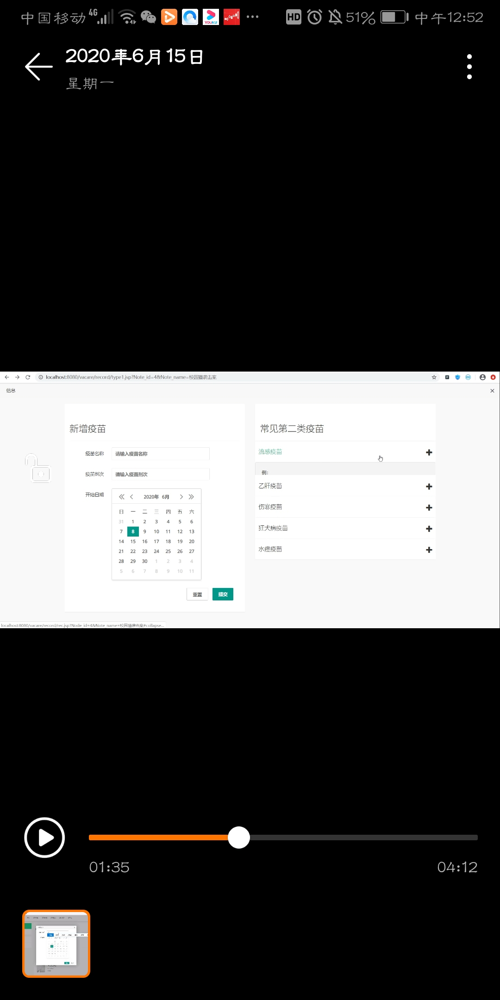 中国移动 4G YOUKU ... HD 51% 中午12:52
2020年6月15日
星期一
localhost:8080/vacare/record/type1.jsp?Note_id=4&Note_name=校园猫袭击案
信息
新增疫苗
疫苗名称 请输入疫苗名称
疫苗剂次 请输入疫苗剂次
开始日期
2020年 6月
日 一 二 三 四 五 六
31 1 2 3 4 5 6
7 8 9 10 11 12 13
14 15 16 17 18 19 20
21 22 23 24 25 26 27
28 29 30 1 2 3 4
5 6 7 8 9 10 11
重置 提交
常见第二类疫苗
流感疫苗
例:
乙肝疫苗
伤寒疫苗
狂犬病疫苗
水痘疫苗
localhost:8080/vacare/record/rec.jsp?Node_id=4&Note_name=校园猫袭击案#collapse...
01:35 04:12